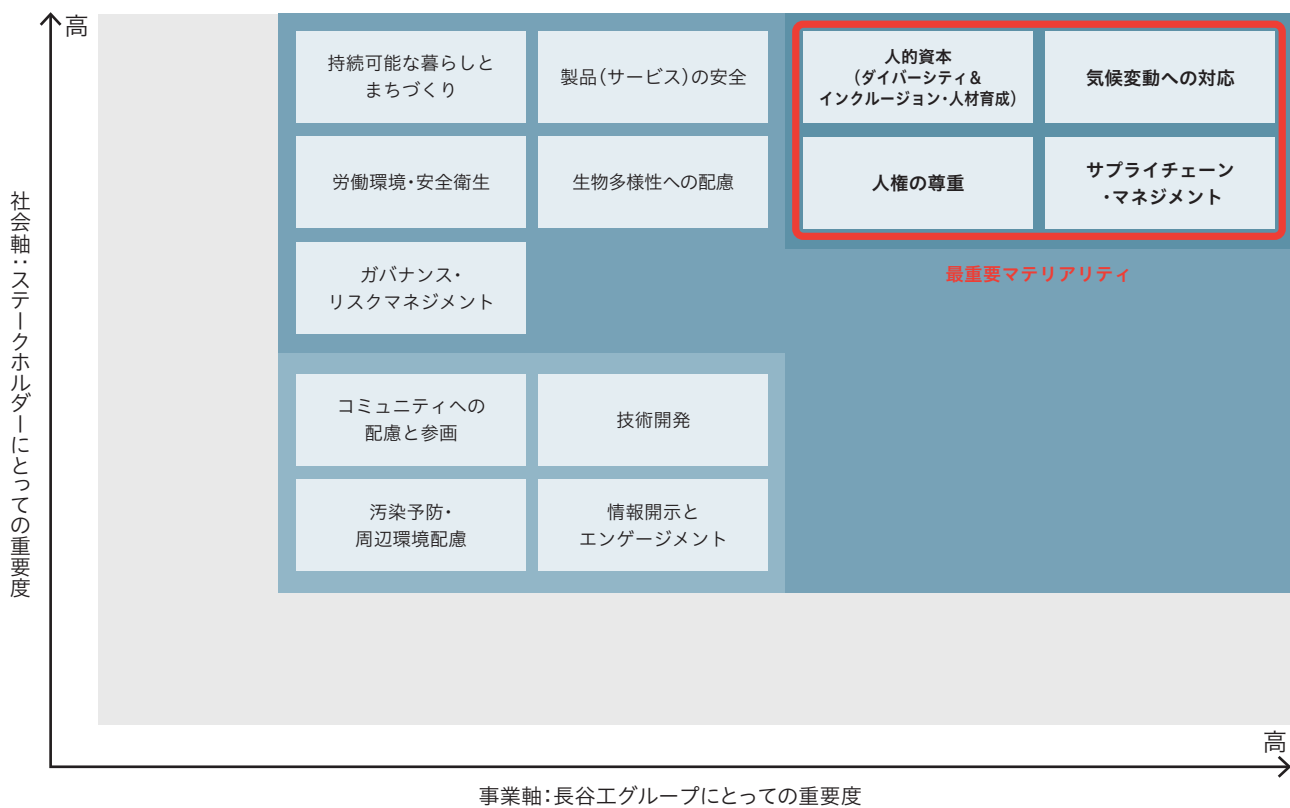 高
社会軸：ステークホルダーにとっての重要度
持続可能な暮らしと
まちづくり
製品（サービス）の安全
人的資本
（ダイバーシティ＆
インクルージョン・人材育成）
気候変動への対応
労働環境・安全衛生
生物多様性への配慮
人権の尊重
サプライチェーン
・マネジメント
ガバナンス・
リスクマネジメント
最重要マテリアリティ
コミュニティへの
配慮と参画
技術開発
汚染予防・
周辺環境配慮
情報開示と
エンゲージメント
高
事業軸：長谷工グループにとっての重要度